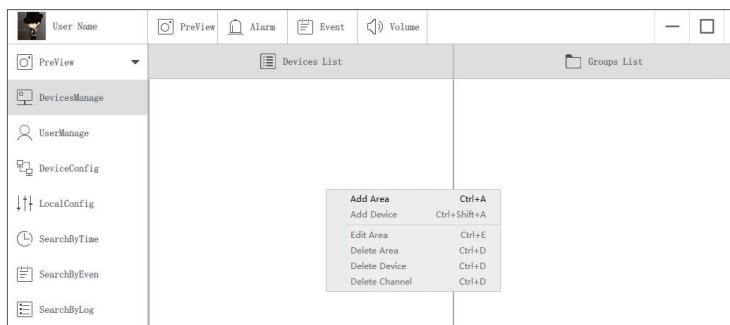 User Name
PreView Alarm Event Volume
PreView
Devices List
Groups List
DevicesManage
UserManage
DeviceConfig
LocalConfig
SearchByTime
SearchByEven
SearchByLog
Add Area Ctrl+A
Add Device Ctrl+Shift+A
Edit Area Ctrl+E
Delete Area Ctrl+D
Delete Device Ctrl+D
Delete Channel Ctrl+D